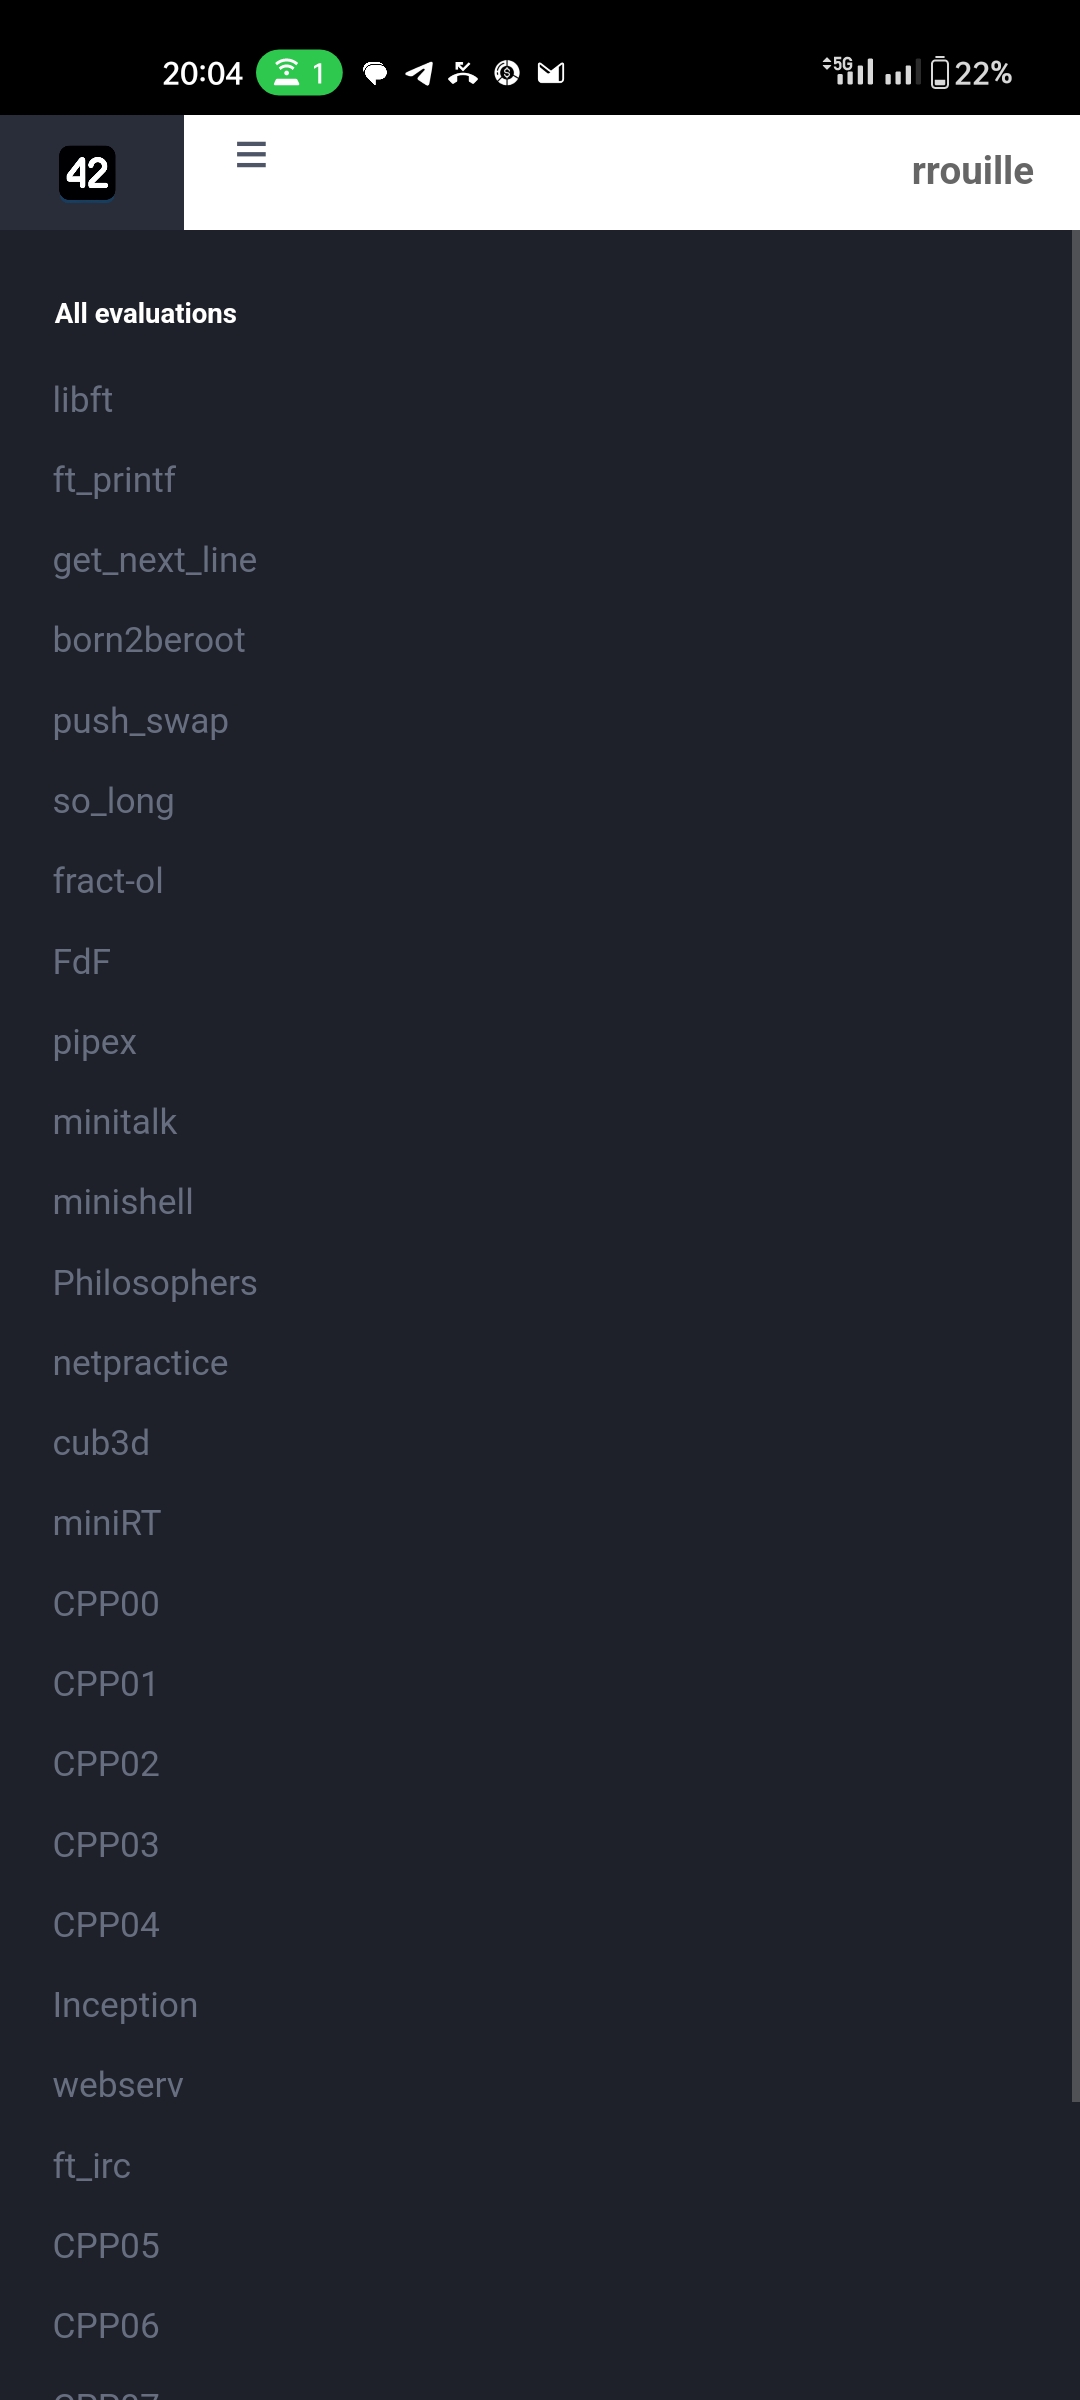 20:04 1 5G 22%
42 rrouille
All evaluations
libft
ft_printf
get_next_line
born2beroot
push_swap
so_long
fract-ol
FdF
pipex
minitalk
minishell
Philosophers
netpractice
cub3d
miniRT
CPP00
CPP01
CPP02
CPP03
CPP04
Inception
webserv
ft_irc
CPP05
CPP06